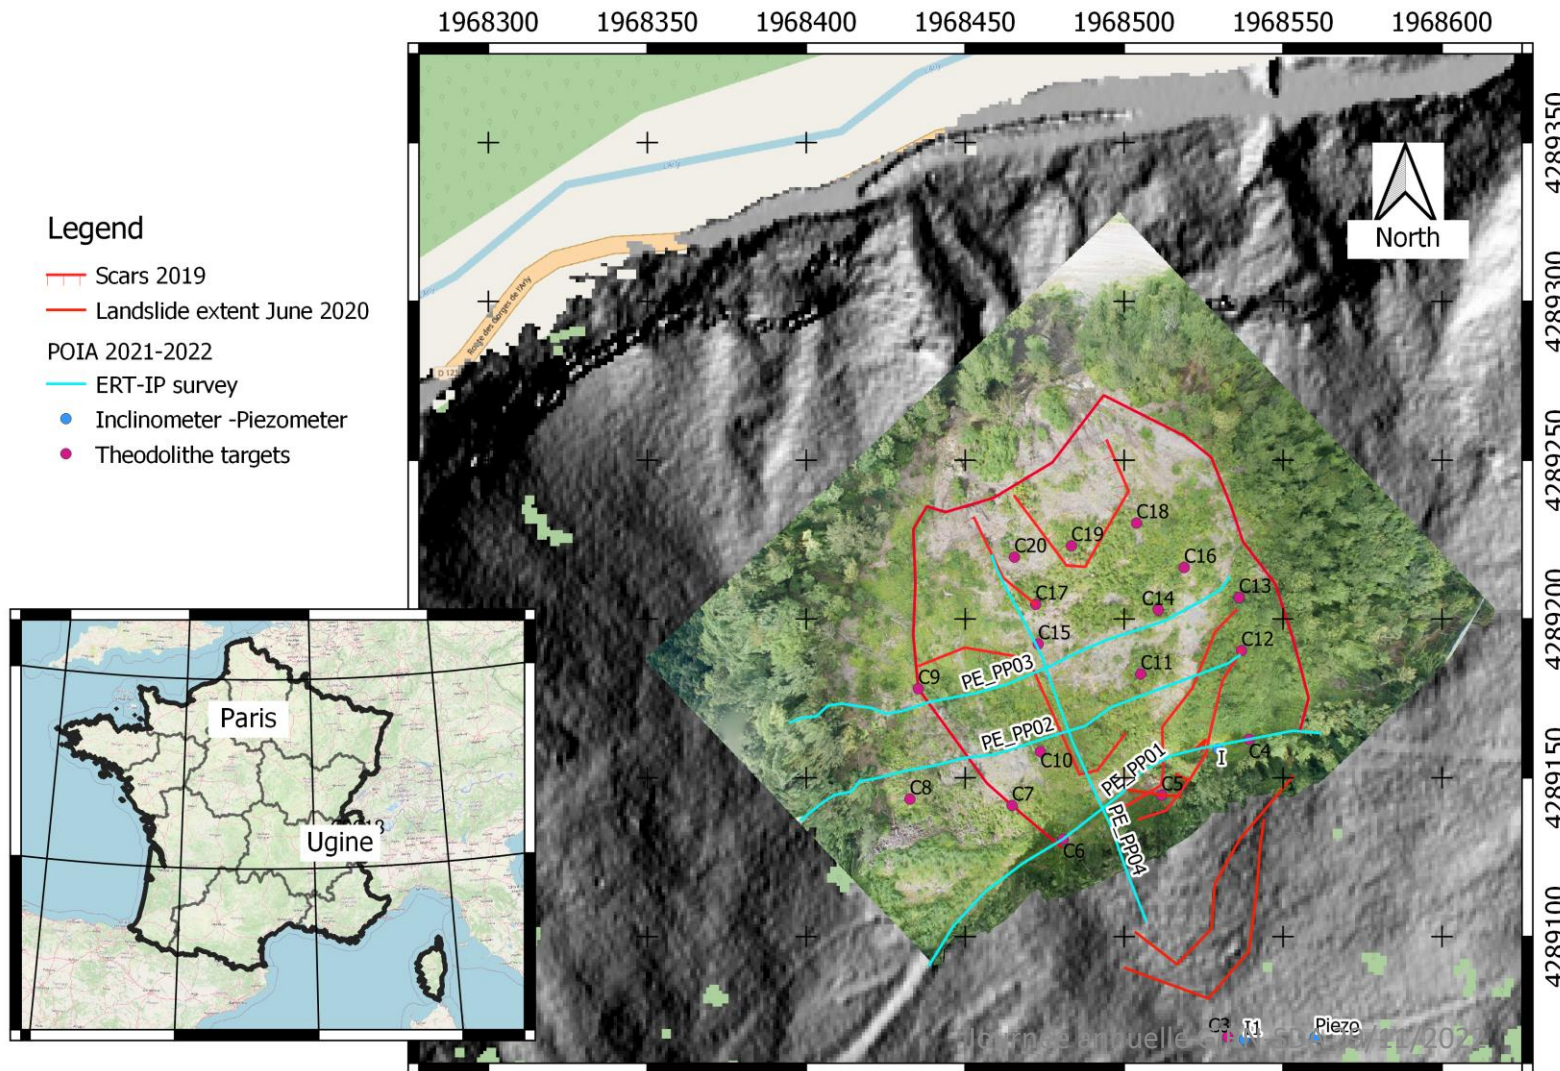 1968300 1968350 1968400 1968450 1968500 1968550 1968600
4289350
4289300
4289250
4289200
4289150
4289100
North
Legend
Scars 2019
Landslide extent June 2020
POIA 2021-2022
ERT-IP survey
Inclinometer -Piezometer
Theodolithe targets
L'Arly
L'Arly
L'Arly
Route des Gorges de l'Arly
C18
C19
C20
C16
C17
C13
C14
C15
C12
C11
PE_PP03
C9
PE_PP02
C10
C4
I
PE_PP01
C5
C8
C7
PE_PP04
C6
C3 I1 Piezo
Paris
Ugine